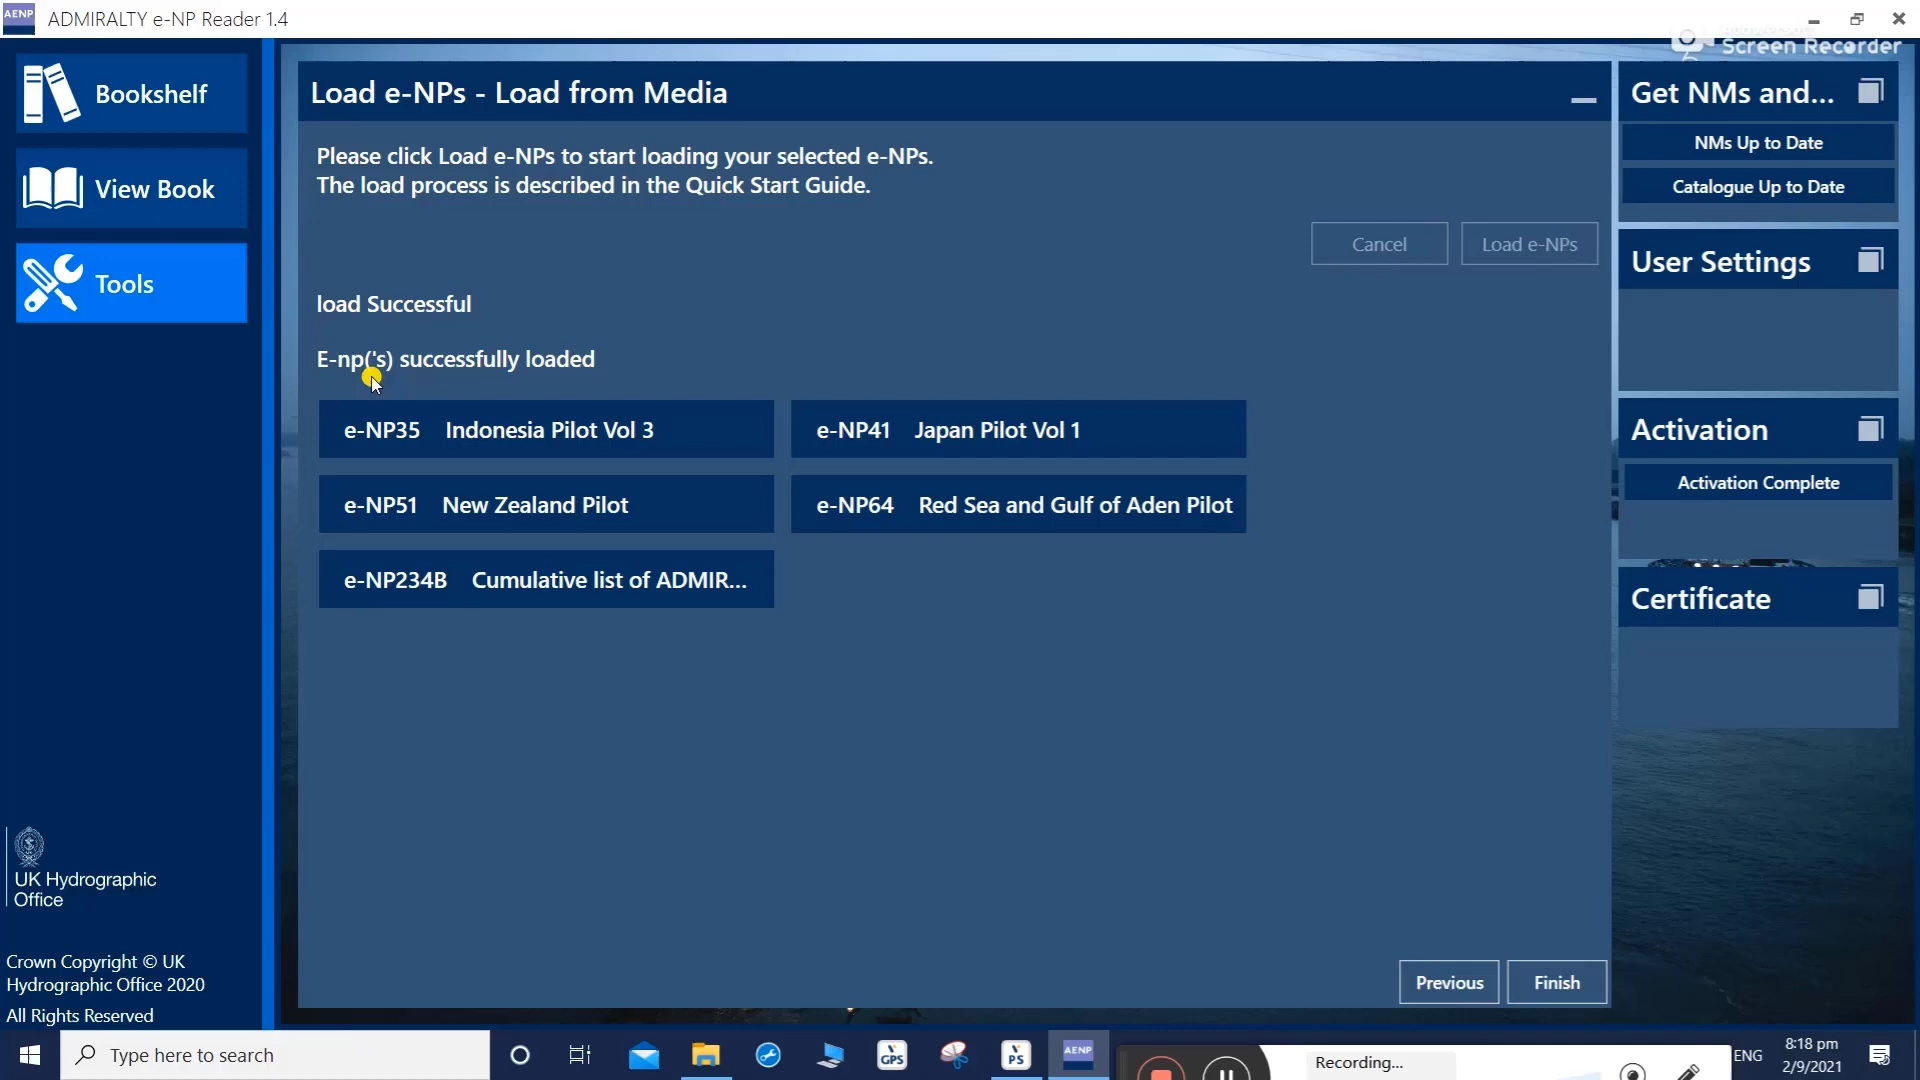 AENP ADMIRALTY e-NP Reader 1.4
Screen Recorder
Bookshelf
View Book
Tools
Load e-NPs - Load from Media
Please click Load e-NPs to start loading your selected e-NPs.
The load process is described in the Quick Start Guide.
Cancel Load e-NPs
load Successful
E-np('s) successfully loaded
e-NP35 Indonesia Pilot Vol 3 e-NP41 Japan Pilot Vol 1
e-NP51 New Zealand Pilot e-NP64 Red Sea and Gulf of Aden Pilot
e-NP234B Cumulative list of ADMIR...
Previous Finish
Get NMs and...
NMs Up to Date
Catalogue Up to Date
User Settings
Activation
Activation Complete
Certificate
UK Hydrographic
Office
Crown Copyright © UK
Hydrographic Office 2020
All Rights Reserved
Type here to search
GPS
PS
AENP
Recording...
ENG
8:18 pm
2/9/2021